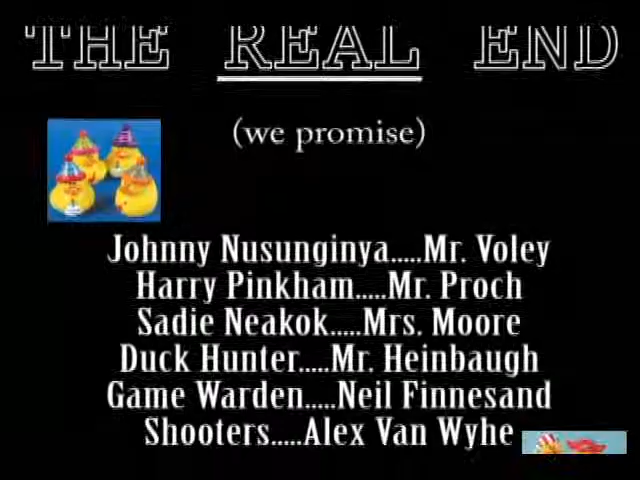 THE REAL END
(we promise)
Johnny Nusunginya.....Mr. Voley
Harry Pinkham.....Mr. Proch
Sadie Neakok.....Mrs. Moore
Duck Hunter.....Mr. Heinbaugh
Game Warden.....Neil Finnesand
Shooters.....Alex Van Wyhe